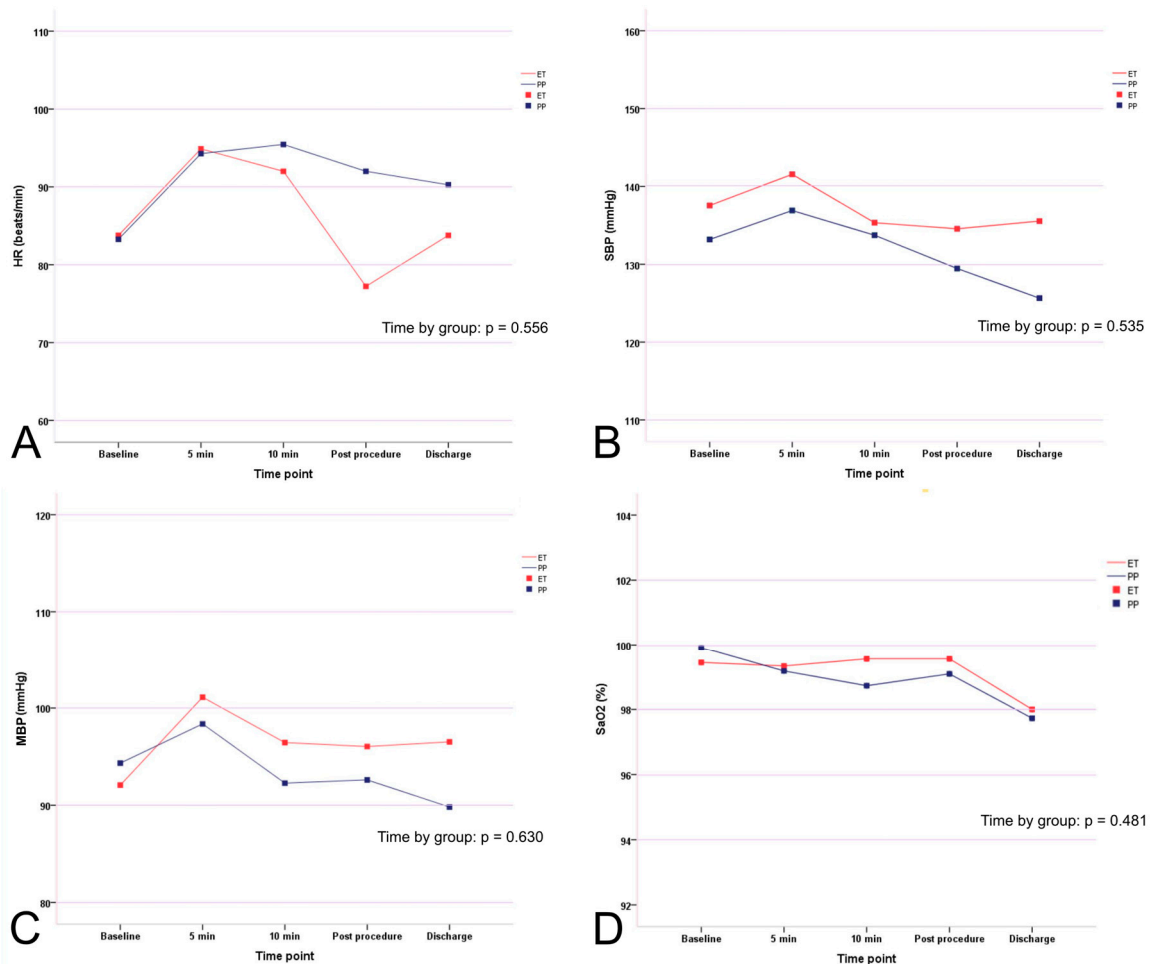 110
100
90
80
70
60
HR (beats/min)
ET
PP
ET
PP
Time by group: p = 0.556
Baseline 5 min 10 min Post procedure Discharge
Time point
A
160
150
140
130
120
110
SBP (mmHg)
ET
PP
ET
PP
Time by group: p = 0.535
Baseline 5 min 10 min Post procedure Discharge
Time point
B
120
110
100
90
80
MBP (mmHg)
ET
PP
ET
PP
Time by group: p = 0.630
Baseline 5 min 10 min Post procedure Discharge
Time point
C
104
102
100
98
96
94
92
SaO2 (%)
ET
PP
ET
PP
Time by group: p = 0.481
Baseline 5 min 10 min Post procedure Discharge
Time point
D